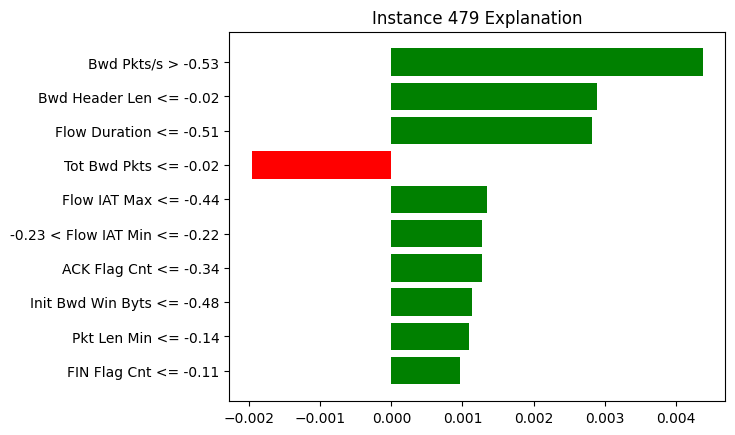 Instance 479 Explanation
Bwd Pkts/s > -0.53
Bwd Header Len <= -0.02
Flow Duration <= -0.51
Tot Bwd Pkts <= -0.02
Flow IAT Max <= -0.44
-0.23 < Flow IAT Min <= -0.22
ACK Flag Cnt <= -0.34
Init Bwd Win Byts <= -0.48
Pkt Len Min <= -0.14
FIN Flag Cnt <= -0.11
−0.002 −0.001 0.000 0.001 0.002 0.003 0.004